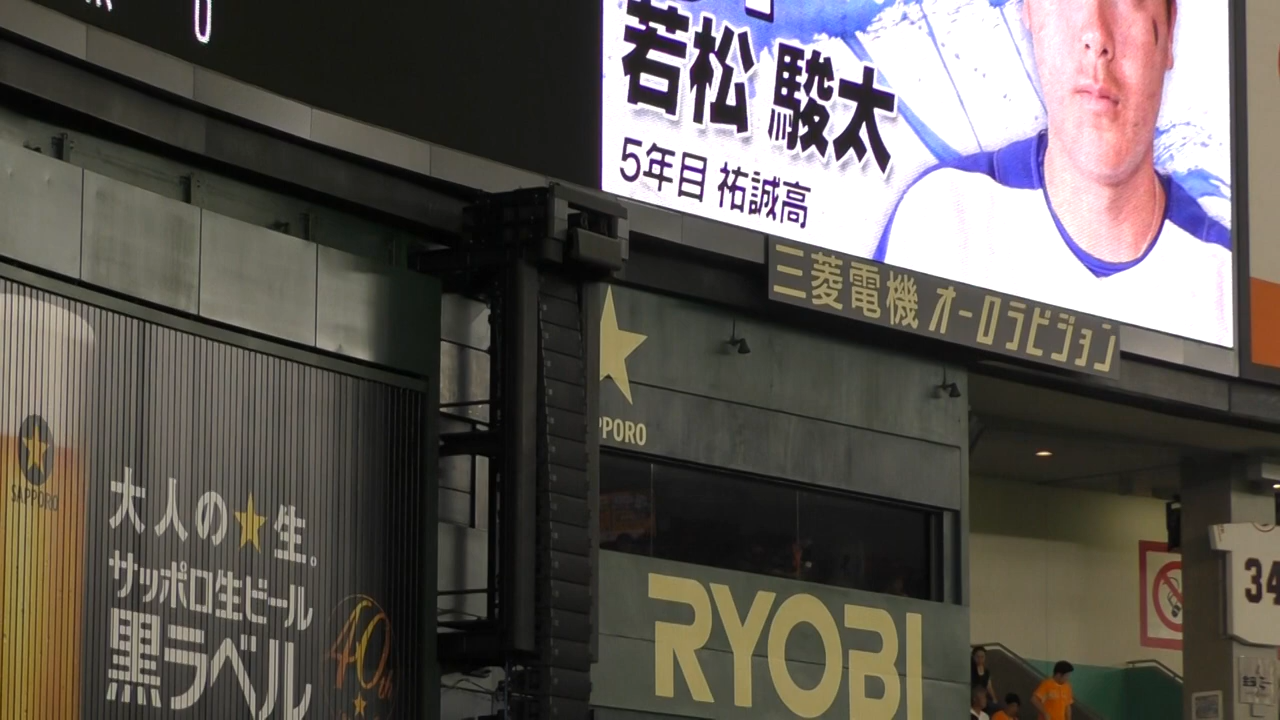 0
若松 駿太
5年目 祐誠高
三菱電機 オーロラビジョン
PPORO
SAPPORO
大人の★生。
サッポロ生ビール
黒ラベル
40th
RYOBI
34